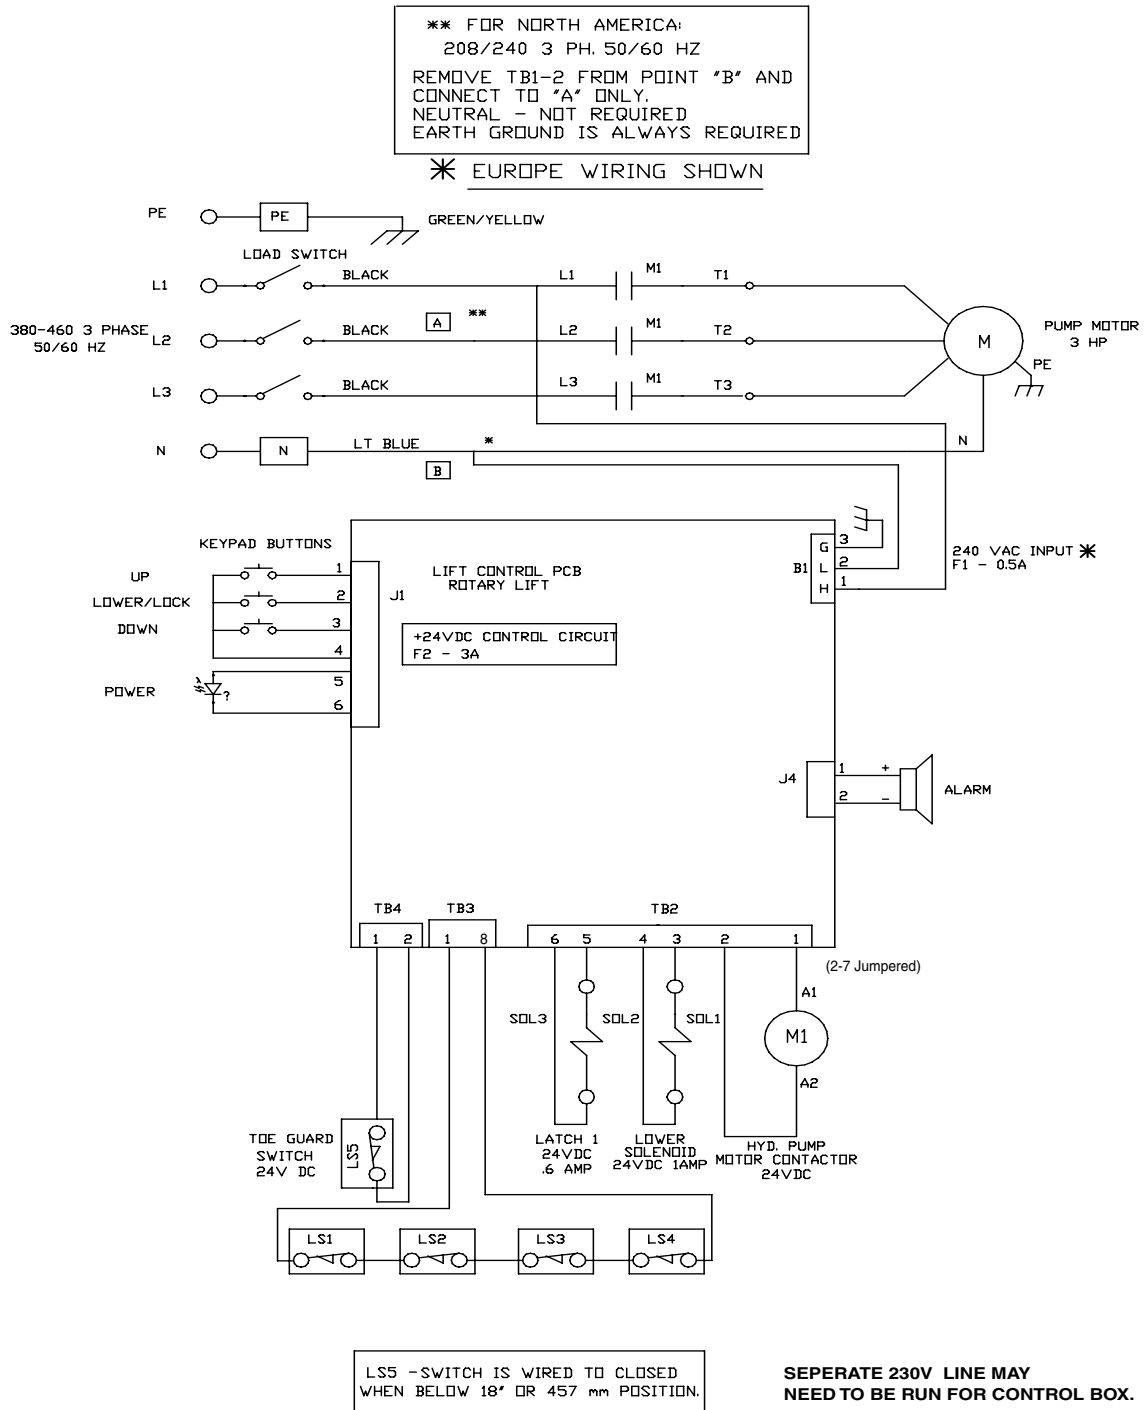 ** FOR NORTH AMERICA:
208/240 3 PH. 50/60 HZ
REMOVE TB1-2 FROM POINT "B" AND
CONNECT TO "A" ONLY.
NEUTRAL - NOT REQUIRED
EARTH GROUND IS ALWAYS REQUIRED
* EUROPE WIRING SHOWN
PE
PE
GREEN/YELLOW
LOAD SWITCH
L1
BLACK
L1
M1
T1
380-460 3 PHASE
50/60 HZ
L2
BLACK
A
**
L2
M1
T2
M
PUMP MOTOR
3 HP
PE
L3
BLACK
L3
M1
T3
N
N
LT BLUE
*
B
N
KEYPAD BUTTONS
UP
LOWER/LOCK
DOWN
POWER
?
1
2
3
4
5
6
J1
LIFT CONTROL PCB
ROTARY LIFT
+24VDC CONTROL CIRCUIT
F2 - 3A
B1
G
L
H
3
2
1
240 VAC INPUT *
F1 - 0.5A
J4
1
2
+
-
ALARM
TB4
TB3
TB2
1 2
1 8
6 5 4 3 2 1
(2-7 Jumpered)
A1
SOL3
SOL2
SOL1
M1
A2
TOE GUARD
SWITCH
24V DC
LS5
LATCH 1
24VDC
.6 AMP
LOWER
SOLENOID
24VDC 1AMP
HYD. PUMP
MOTOR CONTACTOR
24VDC
LS1
LS2
LS3
LS4
LS5 -SWITCH IS WIRED TO CLOSED
WHEN BELOW 18" OR 457 mm POSITION.
SEPERATE 230V LINE MAY
NEED TO BE RUN FOR CONTROL BOX.